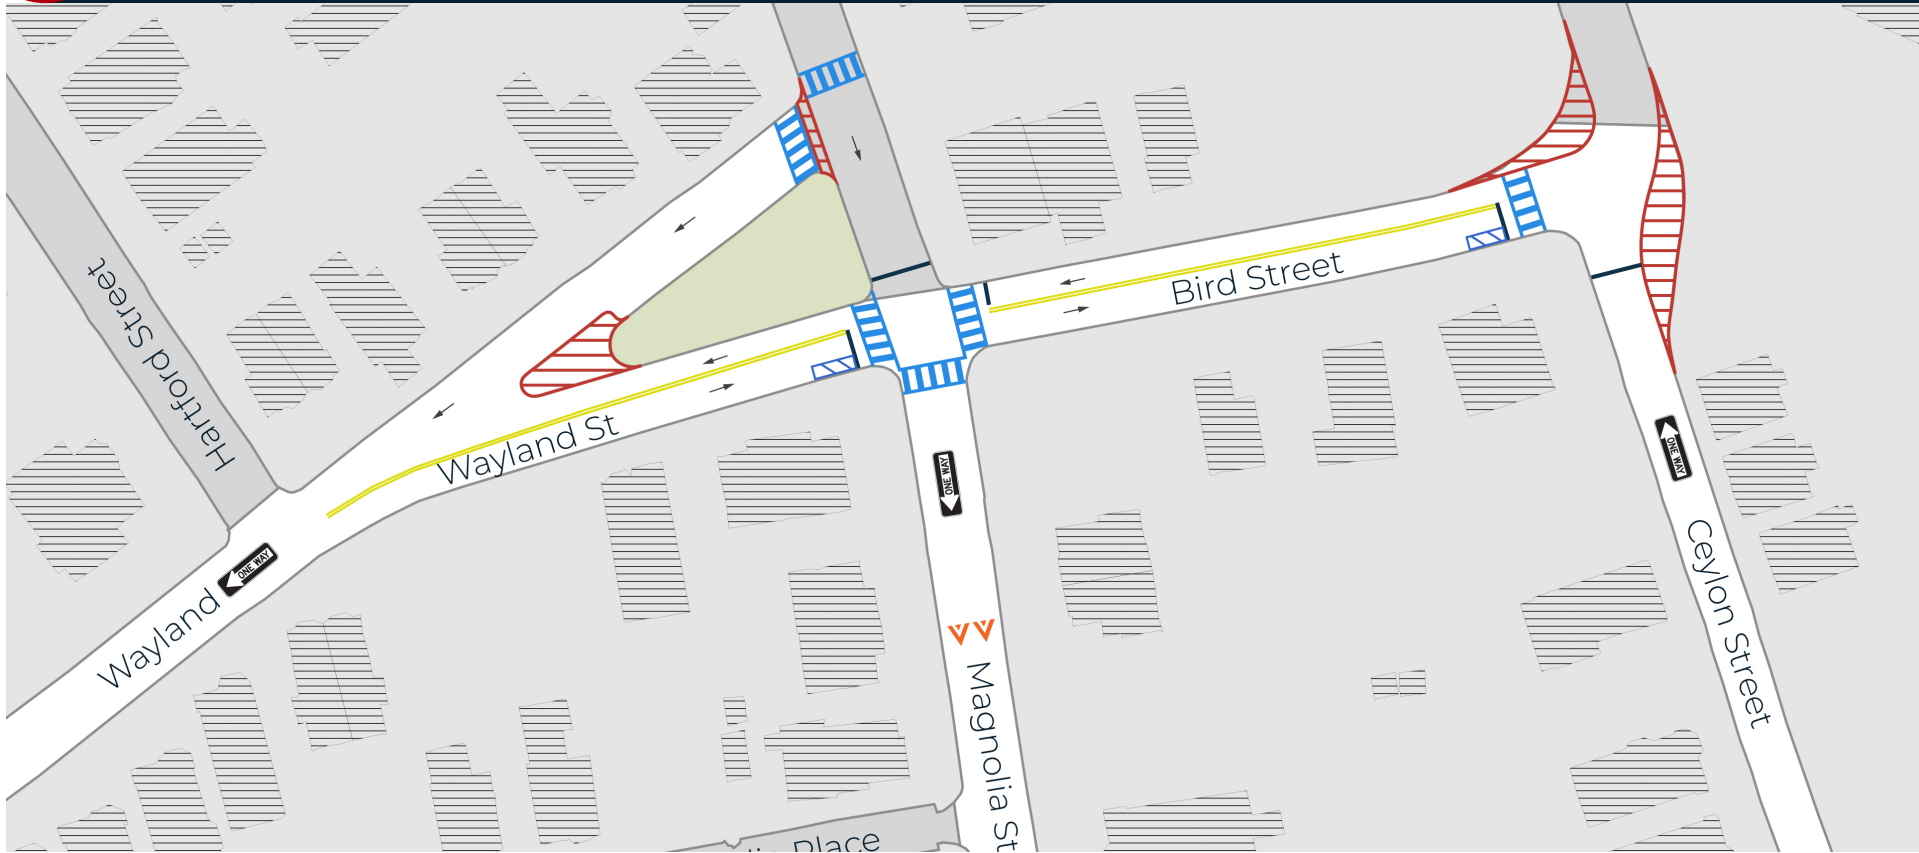 Hartford Street
Wayland St
Bird Street
ONE WAY
ONE WAY
ONE WAY
Wayland
Ceylon Street
Magnolia St
Place